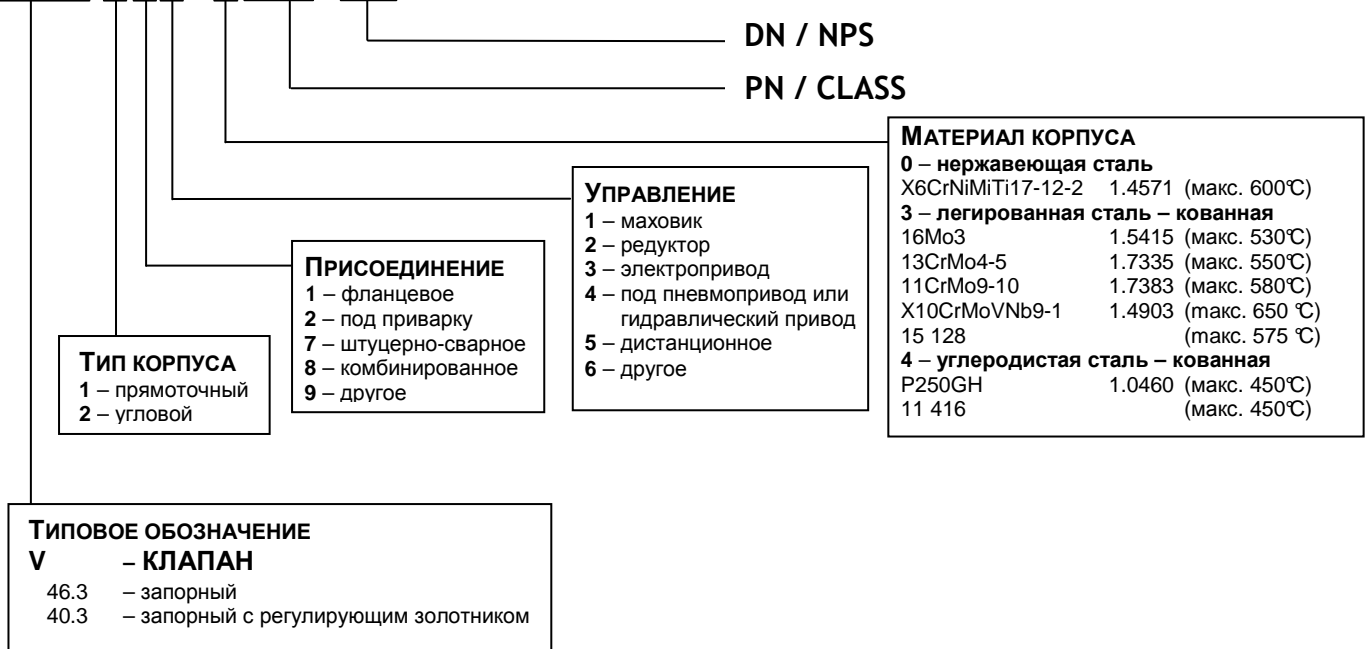 DN / NPS
PN / CLASS
МАТЕРИАЛ КОРПУСА
0 – нержавеющая сталь
X6CrNiMiTi17-12-2 1.4571 (макс. 600°C)
3 – легированная сталь – кованная
16Mo3 1.5415 (макс. 530°C)
13CrMo4-5 1.7335 (макс. 550°C)
11CrMo9-10 1.7383 (макс. 580°C)
X10CrMoVNb9-1 1.4903 (макс. 650 °C)
15 128 (макс. 575 °C)
4 – углеродистая сталь – кованная
P250GH 1.0460 (макс. 450°C)
11 416 (макс. 450°C)
УПРАВЛЕНИЕ
1 – маховик
2 – редуктор
3 – электропривод
4 – под пневмопривод или
гидравлический привод
5 – дистанционное
6 – другое
ПРИСОЕДИНЕНИЕ
1 – фланцевое
2 – под приварку
7 – штуцерно-сварное
8 – комбинированное
9 – другое
ТИП КОРПУСА
1 – прямоточный
2 – угловой
ТИПОВОЕ ОБОЗНАЧЕНИЕ
V – КЛАПАН
46.3 – запорный
40.3 – запорный с регулирующим золотником